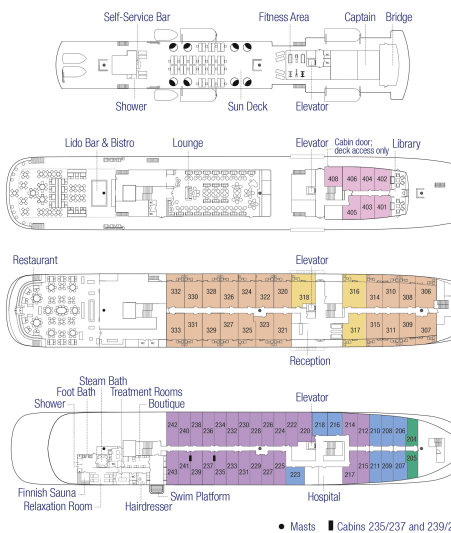 Self-Service Bar
Fitness Area
Captain
Bridge
Shower
Sun Deck
Elevator
Lido Bar & Bistro
Lounge
Elevator
Cabin door;
deck access only
Library
408 406 404 402
405 403 401
Restaurant
Elevator
332 330 328 326 324 322 320 318 316 314 310 308 306
333 331 329 327 325 323 321 317 315 311 309 307
Reception
Steam Bath
Foot Bath
Treatment Rooms
Shower
Boutique
Elevator
242 240 238 236 234 232 230 228 226 224 222 220 218 216 214 212 210 208 206 204
243 241 239 237 235 233 231 229 227 225 223 217 215 211 209 207 205
Finnish Sauna
Relaxation Room
Hairdresser
Swim Platform
Hospital
Masts
Cabins 235/237 and 239/2